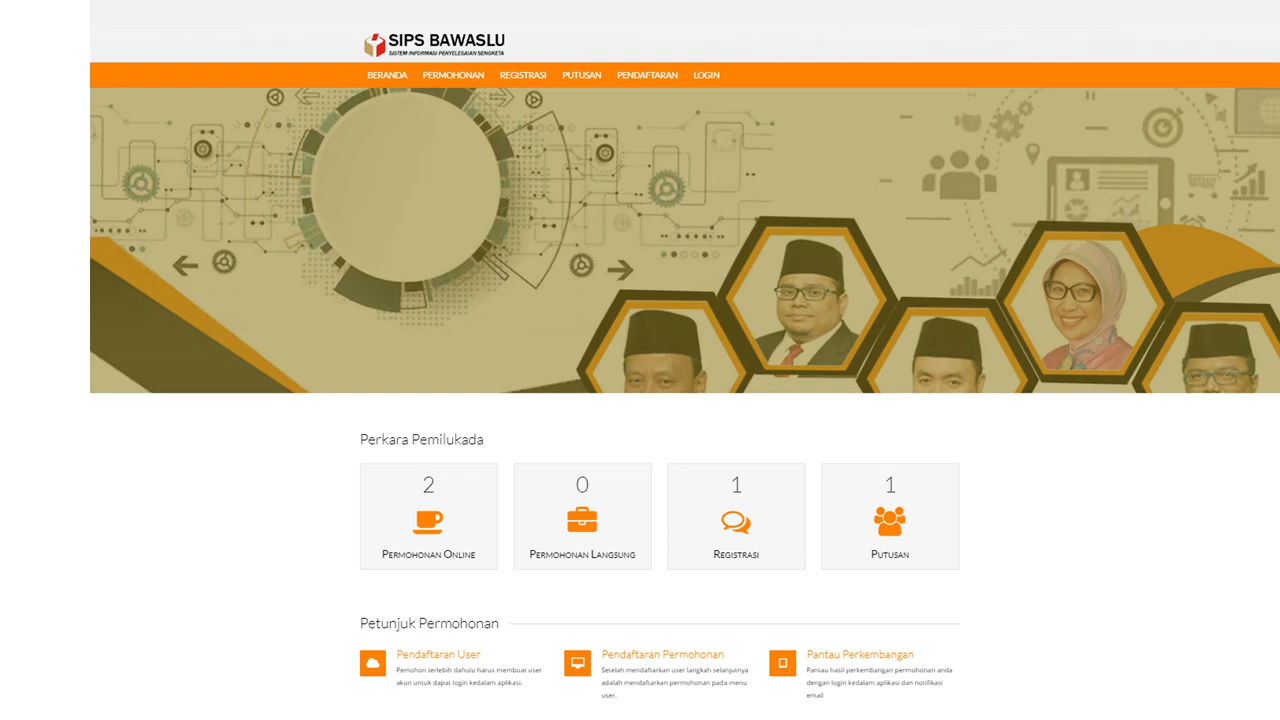 SIPS BAWASLU
SISTEM INFORMASI PENYELESAIAN SENGKETA
BERANDA PERMOHONAN REGISTRASI PUTUSAN PENDAFTARAN LOGIN
Perkara Pemilukada
2 0 1 1
Permohonan Online Permohonan Langsung Registrasi Putusan
Petunjuk Permohonan
Pendaftaran User
Pemohon terlebih dahulu harus membuat user
akun untuk dapat login kedalam aplikasi.
Pendaftaran Permohonan
Setelah mendaftarkan user langkah selanjutnya
adalah mendaftarkan permohonan pada menu
user.
Pantau Perkembangan
Pantau hasil perkembangan permohonan anda
dengan login kedalam aplikasi dan notifikasi
email